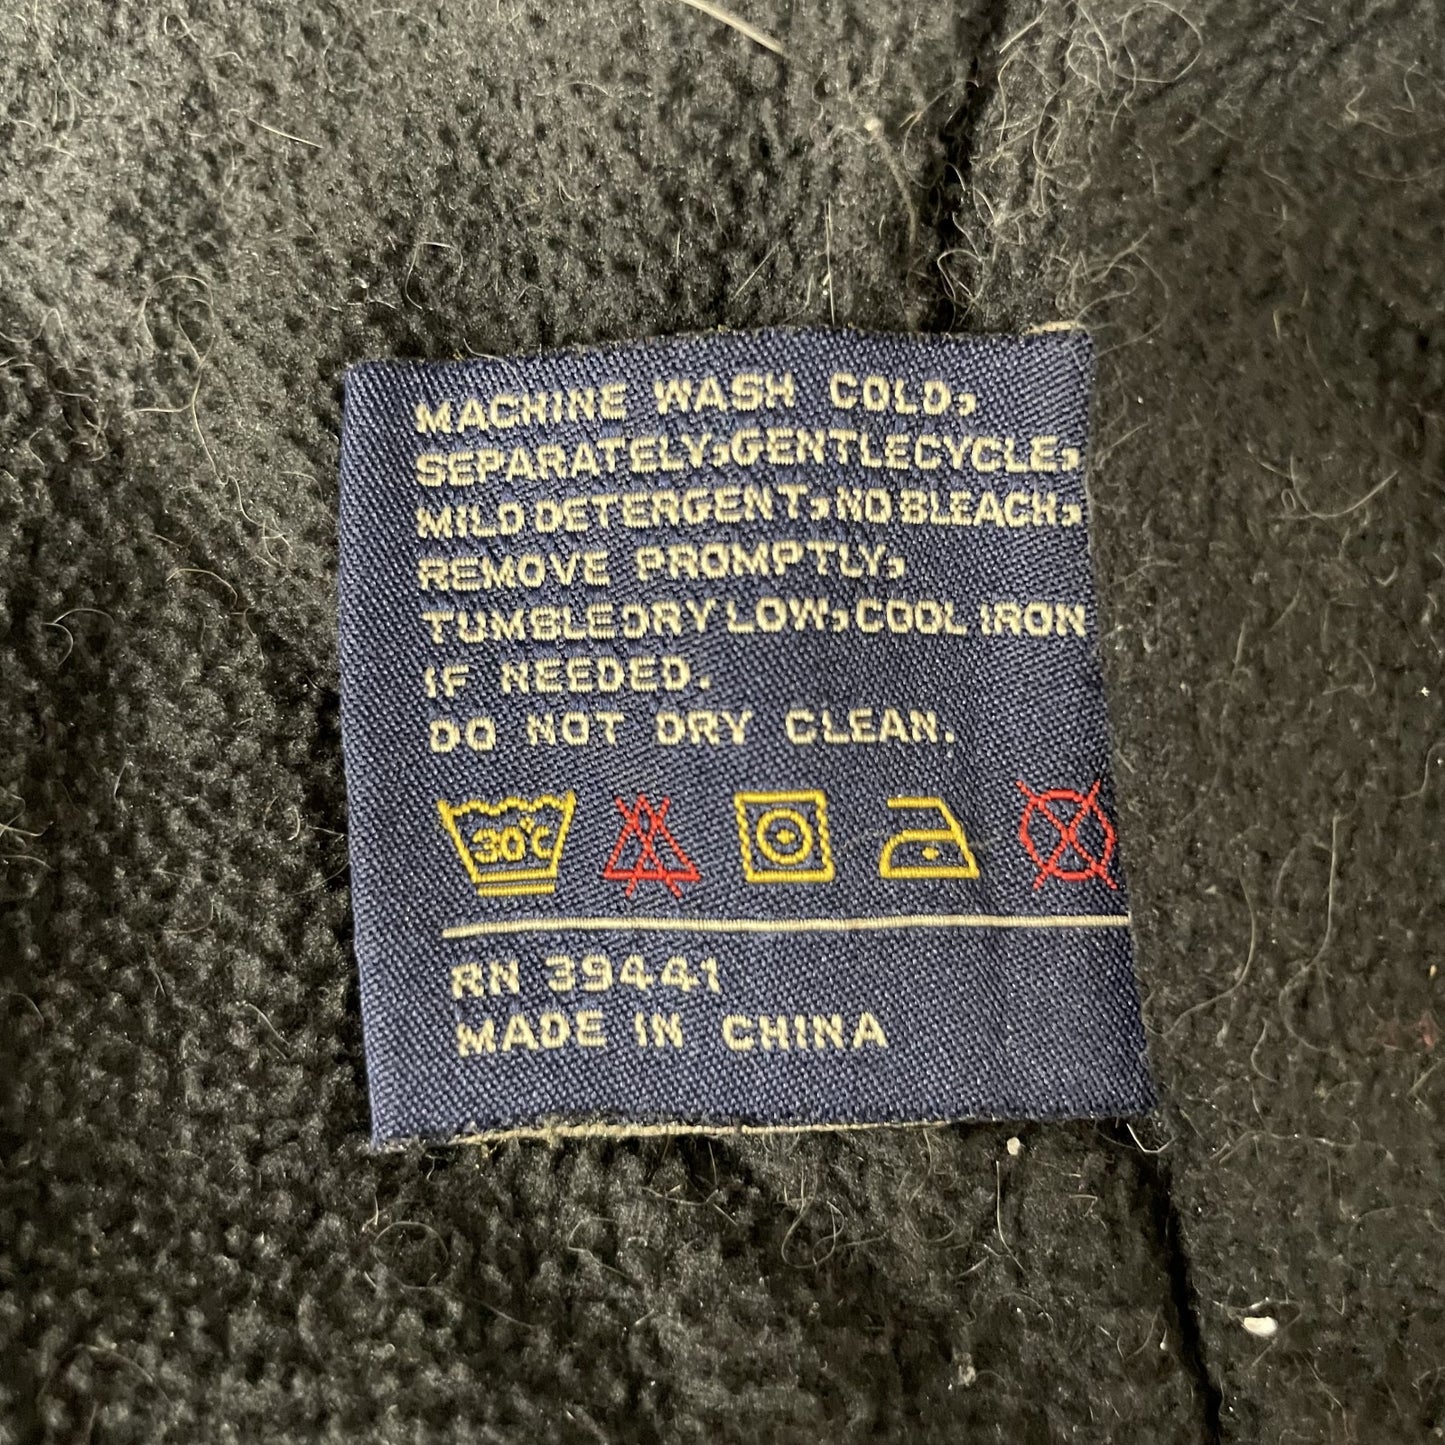 MACHINE WASH COLD,
SEPARATELY,GENTLECYCLE,
MILD DETERGENT,NO BLEACH,
REMOVE PROMPTLY,
TUMBLEDRY LOW,COOL IRON
IF NEEDED.
DO NOT DRY CLEAN.
30°C
RN 39441
MADE IN CHINA